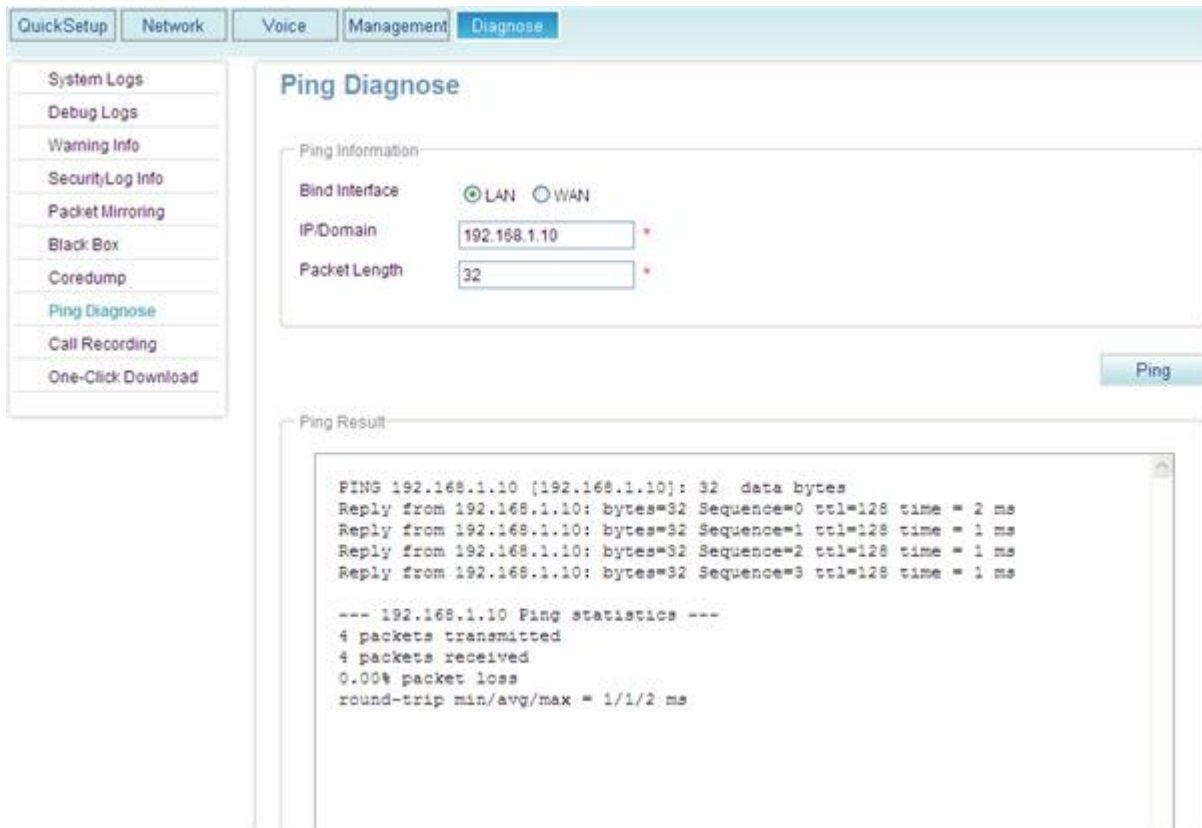 QuickSetup Network Voice Management Diagnose
System Logs
Debug Logs
Warning Info
SecurityLog Info
Packet Mirroring
Black Box
Coredump
Ping Diagnose
Call Recording
One-Click Download
Ping Diagnose
Ping Information
Bind Interface LAN WAN
IP/Domain 192.168.1.10 *
Packet Length 32 *
Ping
Ping Result
PING 192.168.1.10 [192.168.1.10]: 32 data bytes
Reply from 192.168.1.10: bytes=32 Sequence=0 ttl=128 time = 2 ms
Reply from 192.168.1.10: bytes=32 Sequence=1 ttl=128 time = 1 ms
Reply from 192.168.1.10: bytes=32 Sequence=2 ttl=128 time = 1 ms
Reply from 192.168.1.10: bytes=32 Sequence=3 ttl=128 time = 1 ms
--- 192.168.1.10 Ping statistics ---
4 packets transmitted
4 packets received
0.00% packet loss
round-trip min/avg/max = 1/1/2 ms